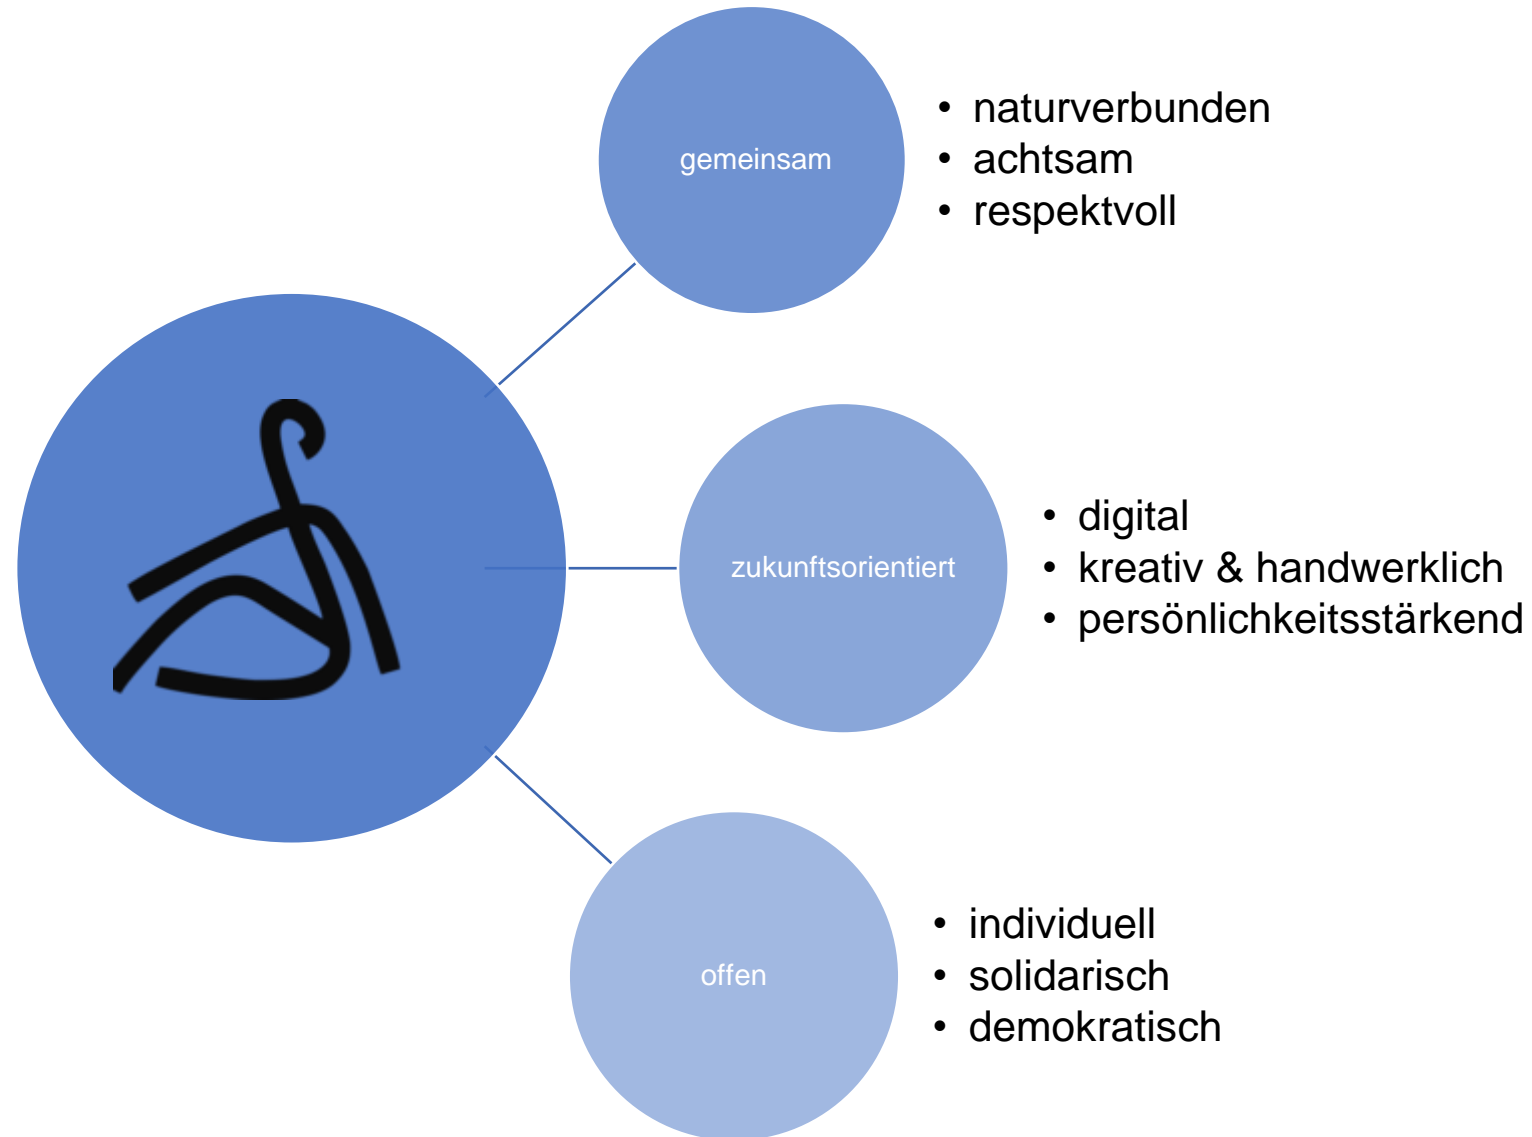 gemeinsam
• naturverbunden
• achtsam
• respektvoll
zukunftsorientiert
• digital
• kreativ & handwerklich
• persönlichkeitsstärkend
offen
• individuell
• solidarisch
• demokratisch